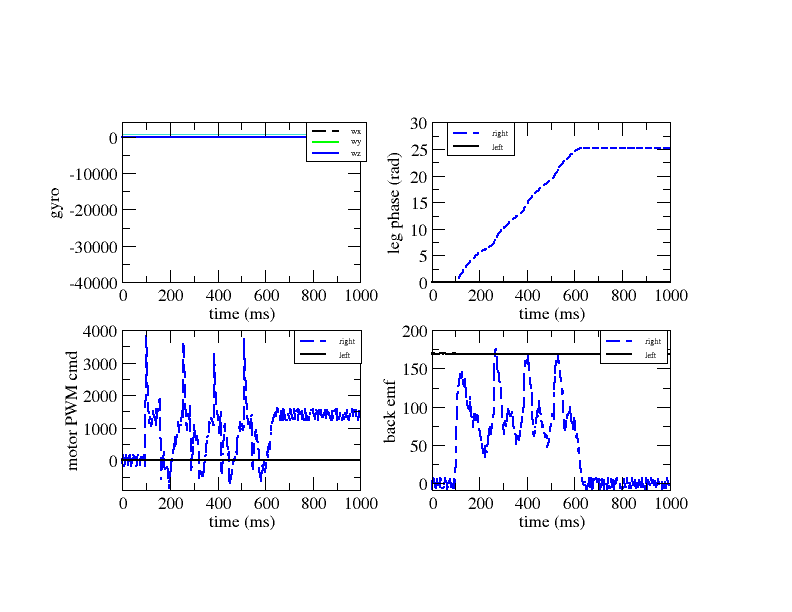 0
-10000
-20000
-30000
-40000
gyro
wx
wy
wz
0 200 400 600 800 1000
time (ms)
30
25
20
15
10
5
0
leg phase (rad)
right
left
0 200 400 600 800 1000
time (ms)
4000
3000
2000
1000
0
motor PWM cmd
right
left
0 200 400 600 800 1000
time (ms)
200
150
100
50
0
back emf
right
left
0 200 400 600 800 1000
time (ms)